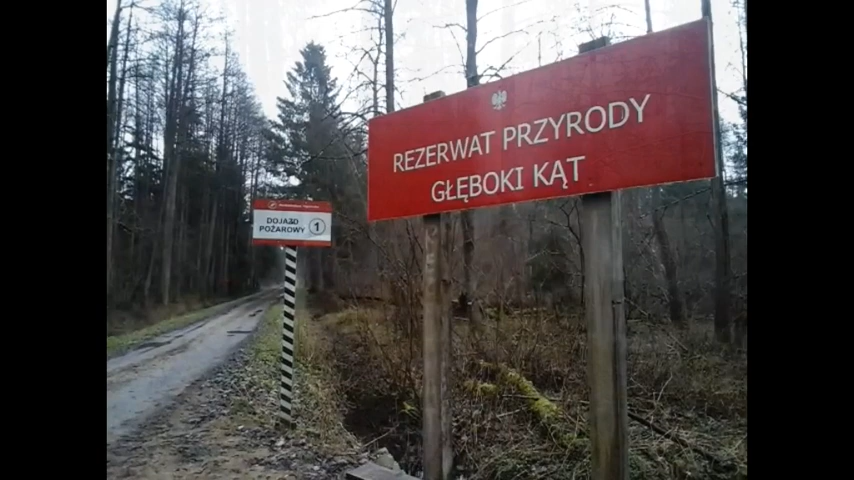 REZERWAT PRZYRODY
GŁĘBOKI KĄT
DOJAZD
POŻAROWY
1